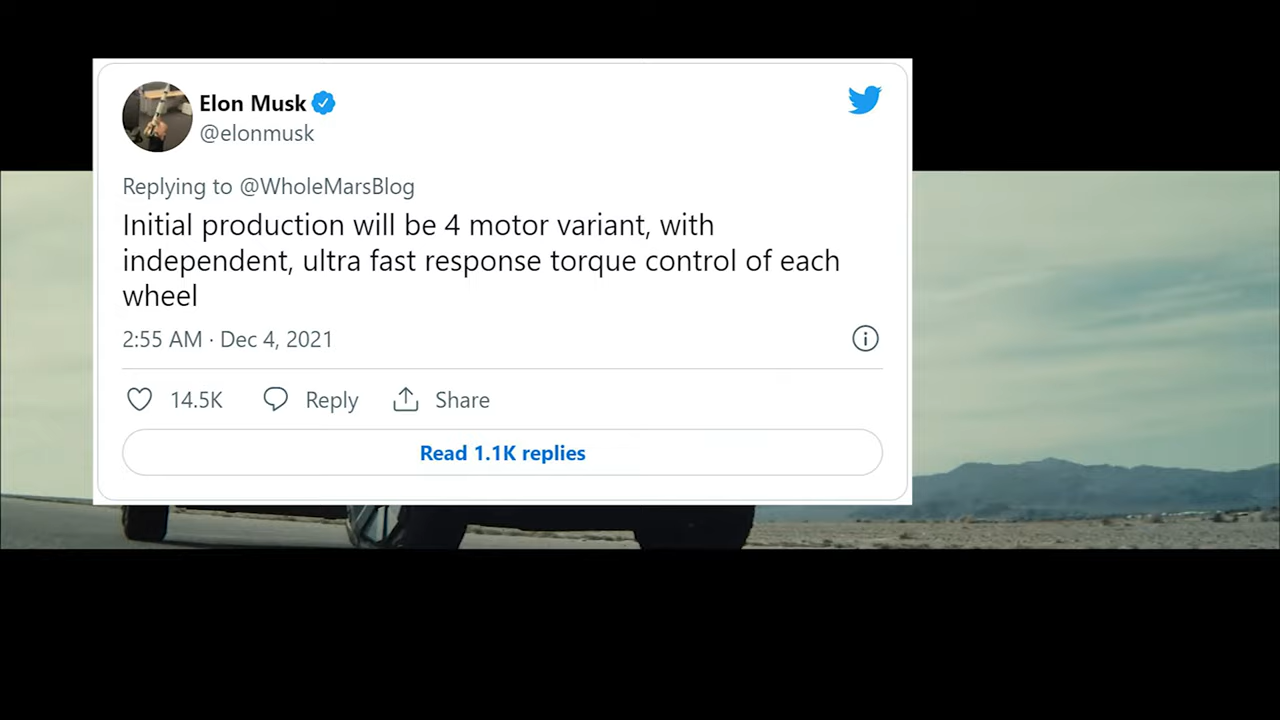 Elon Musk
@elonmusk
Replying to @WholeMarsBlog
Initial production will be 4 motor variant, with
independent, ultra fast response torque control of each
wheel
2:55 AM · Dec 4, 2021
14.5K Reply Share
Read 1.1K replies